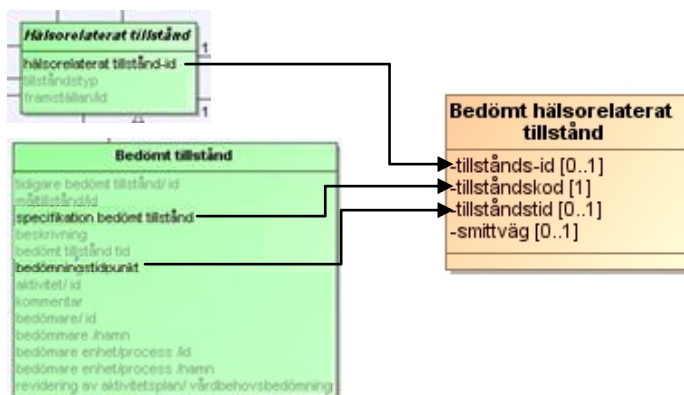 Hälsorelaterat tillstånd
hälsorelaterat tillstånd-id
tillståndstyp
framställan/id
1
1
Bedömt tillstånd
tidigare bedömt tillstånd/ id
måltillstånd/id
specifikation bedömt tillstånd
beskrivning
bedömt tillstånd tid
bedömningstidpunkt
aktivitet/ id
kommentar
bedömare/ id
bedömmare /namn
bedömare enhet/process /id
bedömare enhet/process /namn
revidering av aktivitetsplan/ vårdbehovsbedömning
Bedömt hälsorelaterat
tillstånd
-tillstånds-id [0..1]
-tillståndskod [1]
-tillståndstid [0..1]
-smittväg [0..1]